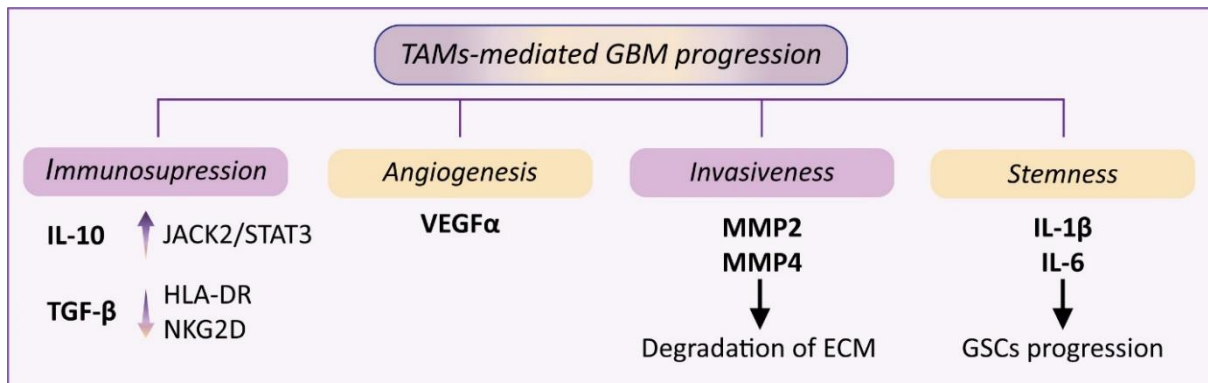 TAMs-mediated GBM progression
Immunosupression
IL-10 JACK2/STAT3
TGF-β HLA-DR
NKG2D
Angiogenesis
VEGFα
Invasiveness
MMP2
MMP4
Degradation of ECM
Stemness
IL-1β
IL-6
GSCs progression